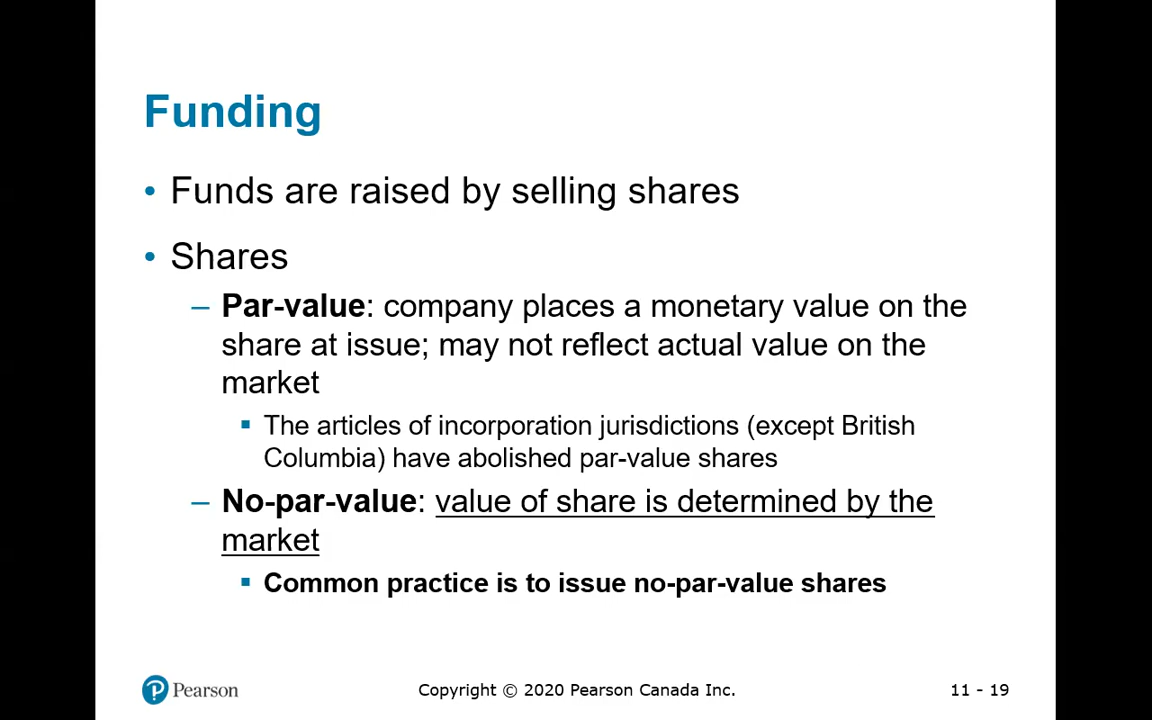 Funding
• Funds are raised by selling shares
• Shares
– Par-value: company places a monetary value on the
share at issue; may not reflect actual value on the
market
▪ The articles of incorporation jurisdictions (except British
Columbia) have abolished par-value shares
– No-par-value: value of share is determined by the
market
▪ Common practice is to issue no-par-value shares
P Pearson
Copyright © 2020 Pearson Canada Inc.
11 - 19